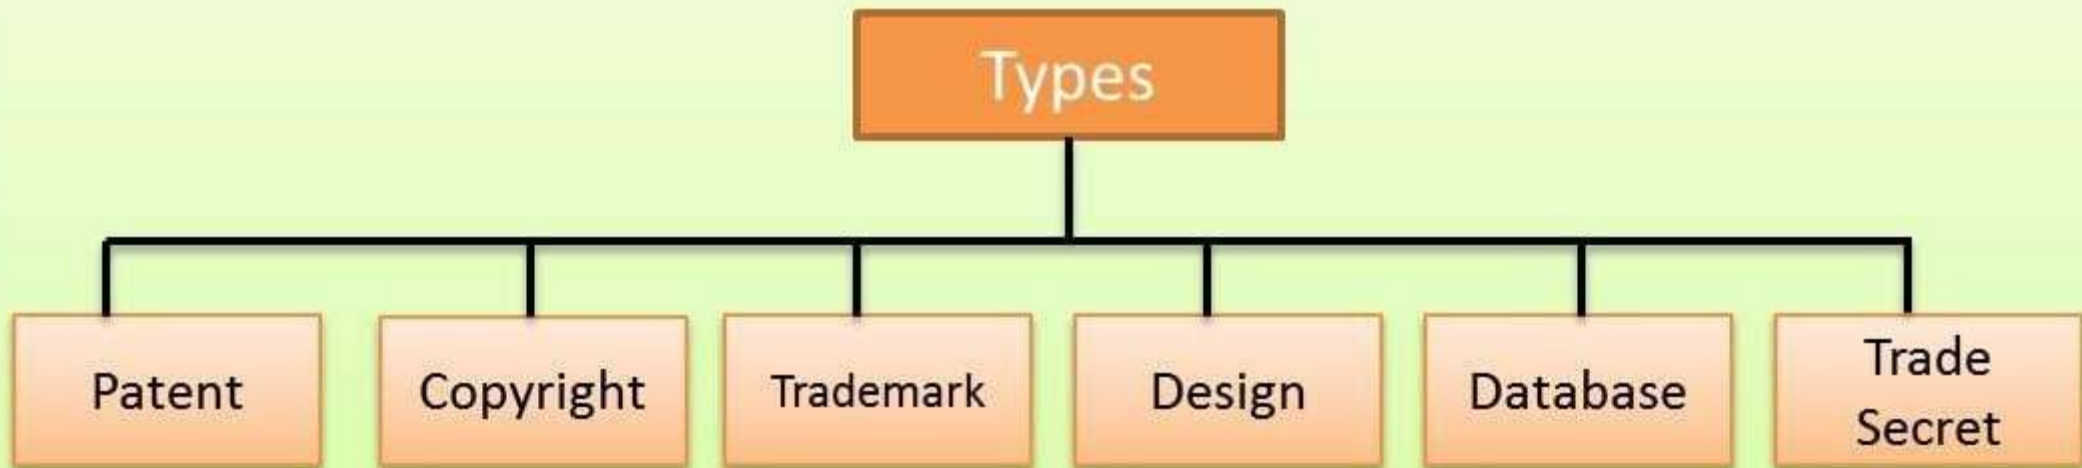 Types
Patent
Copyright
Trademark
Design
Database
Trade
Secret